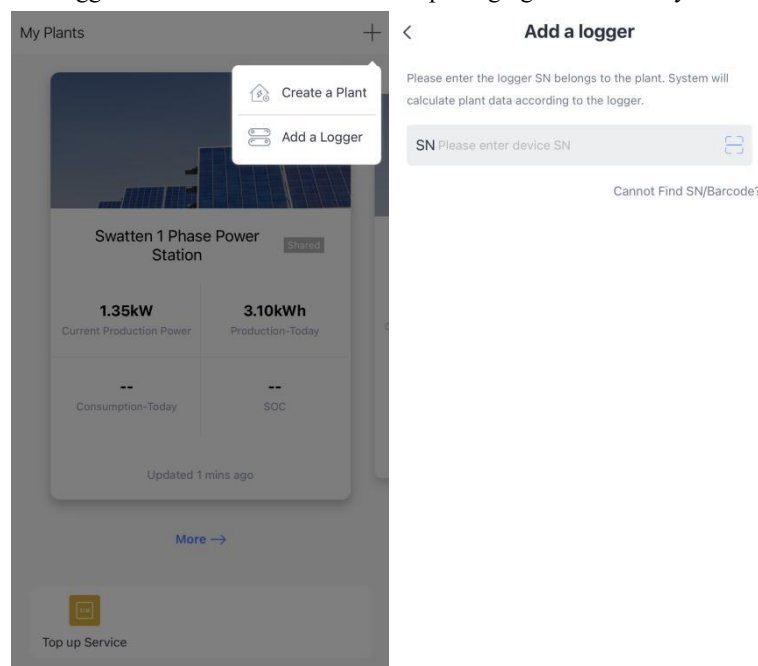 My Plants
Create a Plant
Add a Logger
Swatten 1 Phase Power
Station
Shared
1.35kW
Current Production Power
3.10kWh
Production-Today
--
Consumption-Today
--
SOC
Updated 1 mins ago
More →
Top up Service
Add a logger
Please enter the logger SN belongs to the plant. System will
calculate plant data according to the logger.
SN Please enter device SN
Cannot Find SN/Barcode?